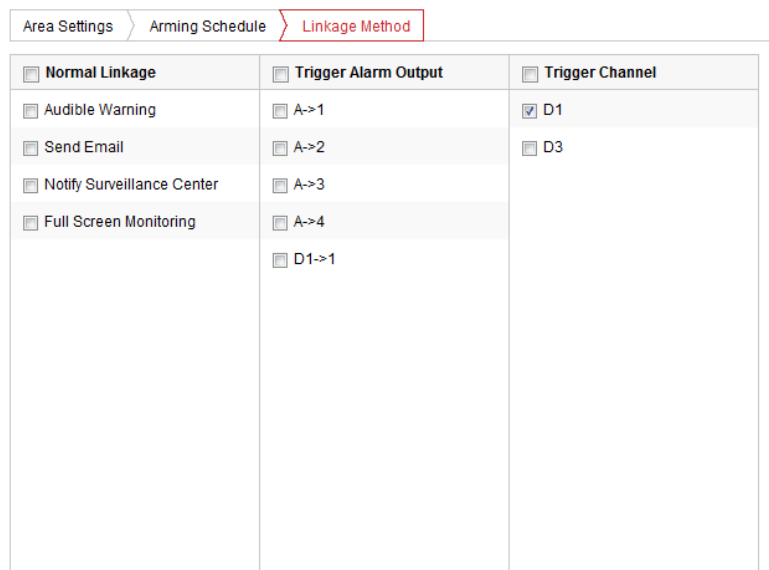 Area Settings Arming Schedule Linkage Method
Normal Linkage Trigger Alarm Output Trigger Channel
Audible Warning A->1 D1
Send Email A->2 D3
Notify Surveillance Center A->3
Full Screen Monitoring A->4
D1->1